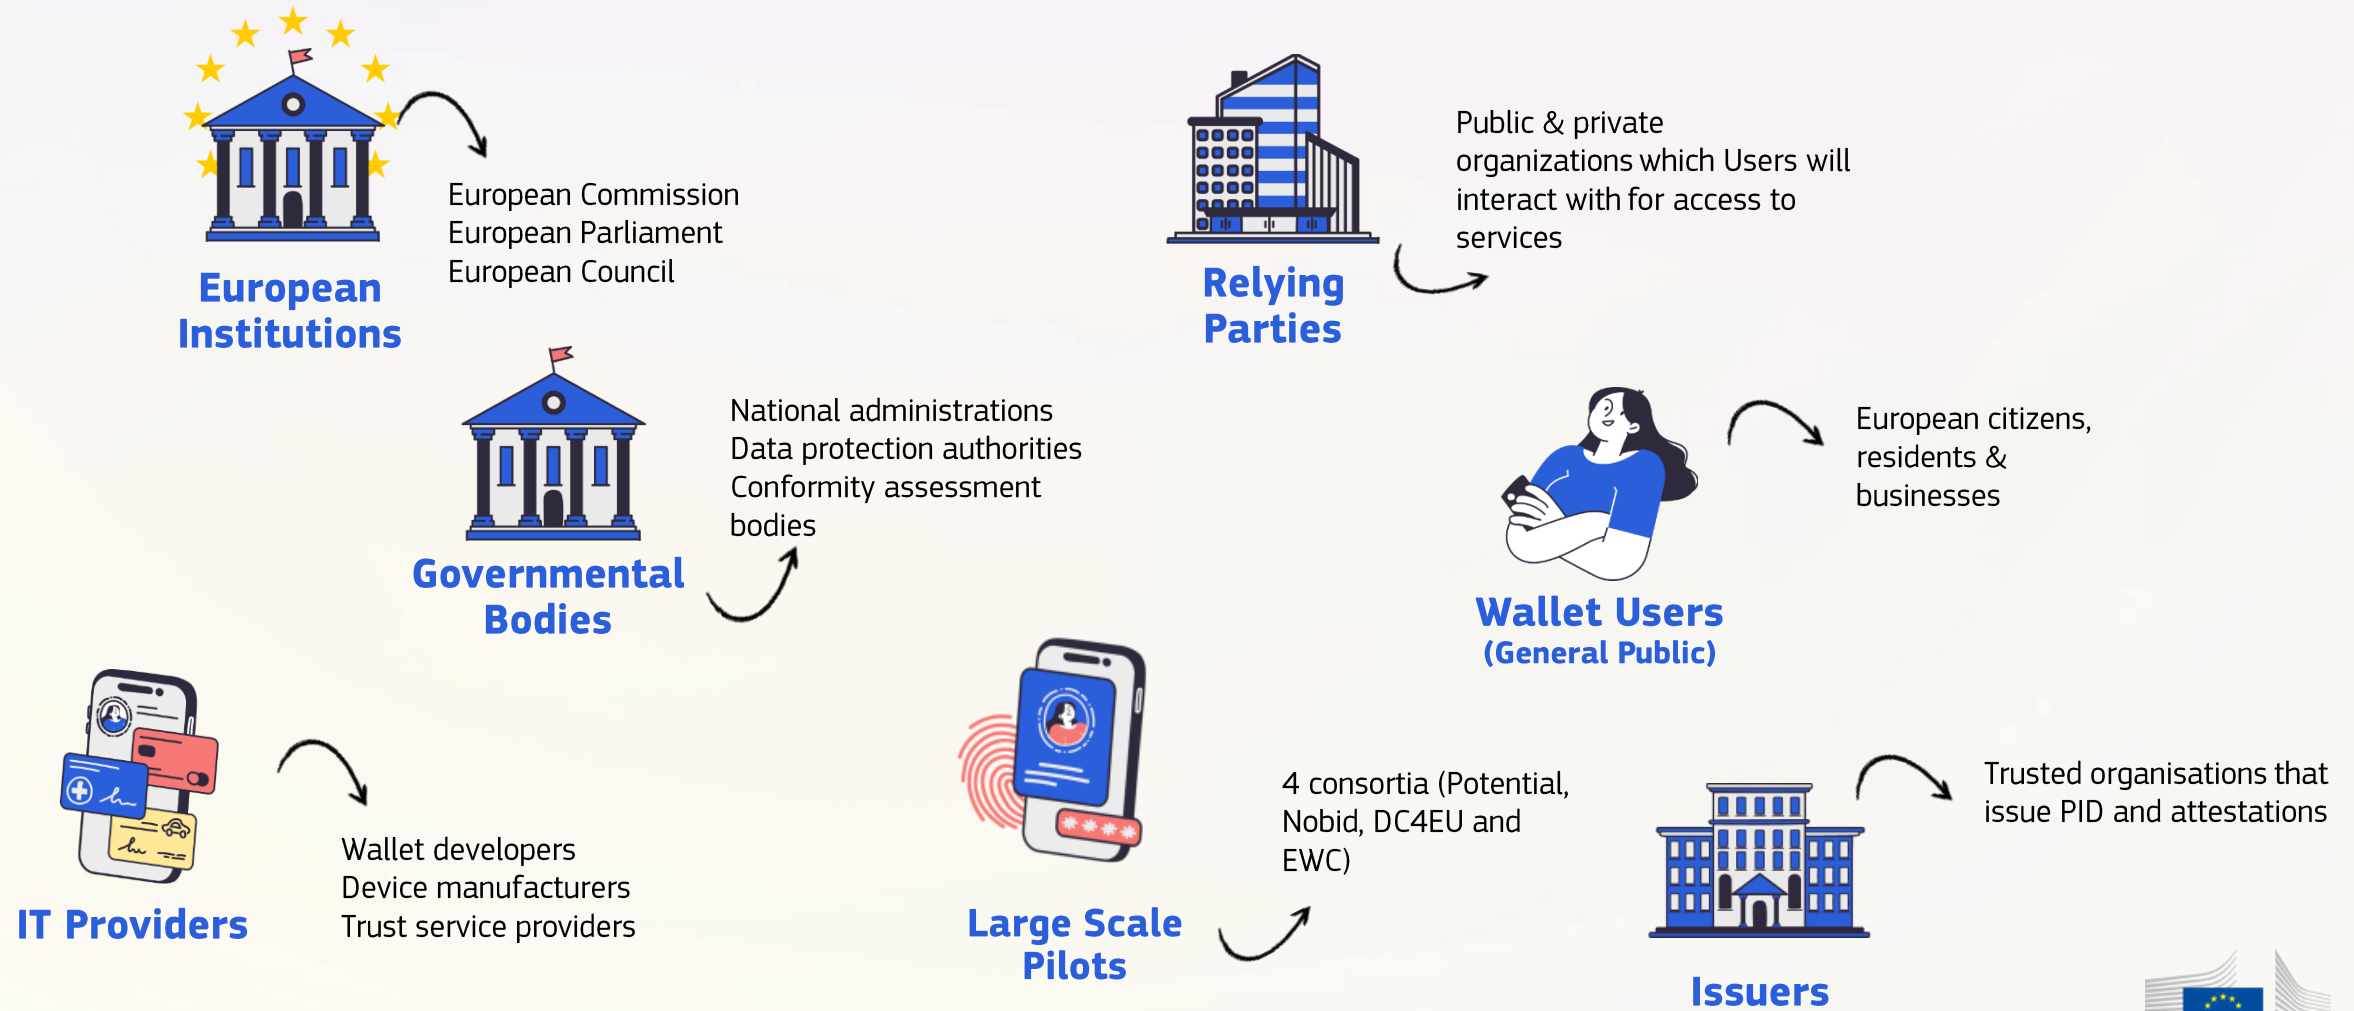 European
Institutions
European Commission
European Parliament
European Council
Relying
Parties
Public & private
organizations which Users will
interact with for access to
services
Governmental
Bodies
National administrations
Data protection authorities
Conformity assessment
bodies
Wallet Users
(General Public)
European citizens,
residents &
businesses
IT Providers
Wallet developers
Device manufacturers
Trust service providers
Large Scale
Pilots
4 consortia (Potential,
Nobid, DC4EU and
EWC)
Issuers
Trusted organisations that
issue PID and attestations